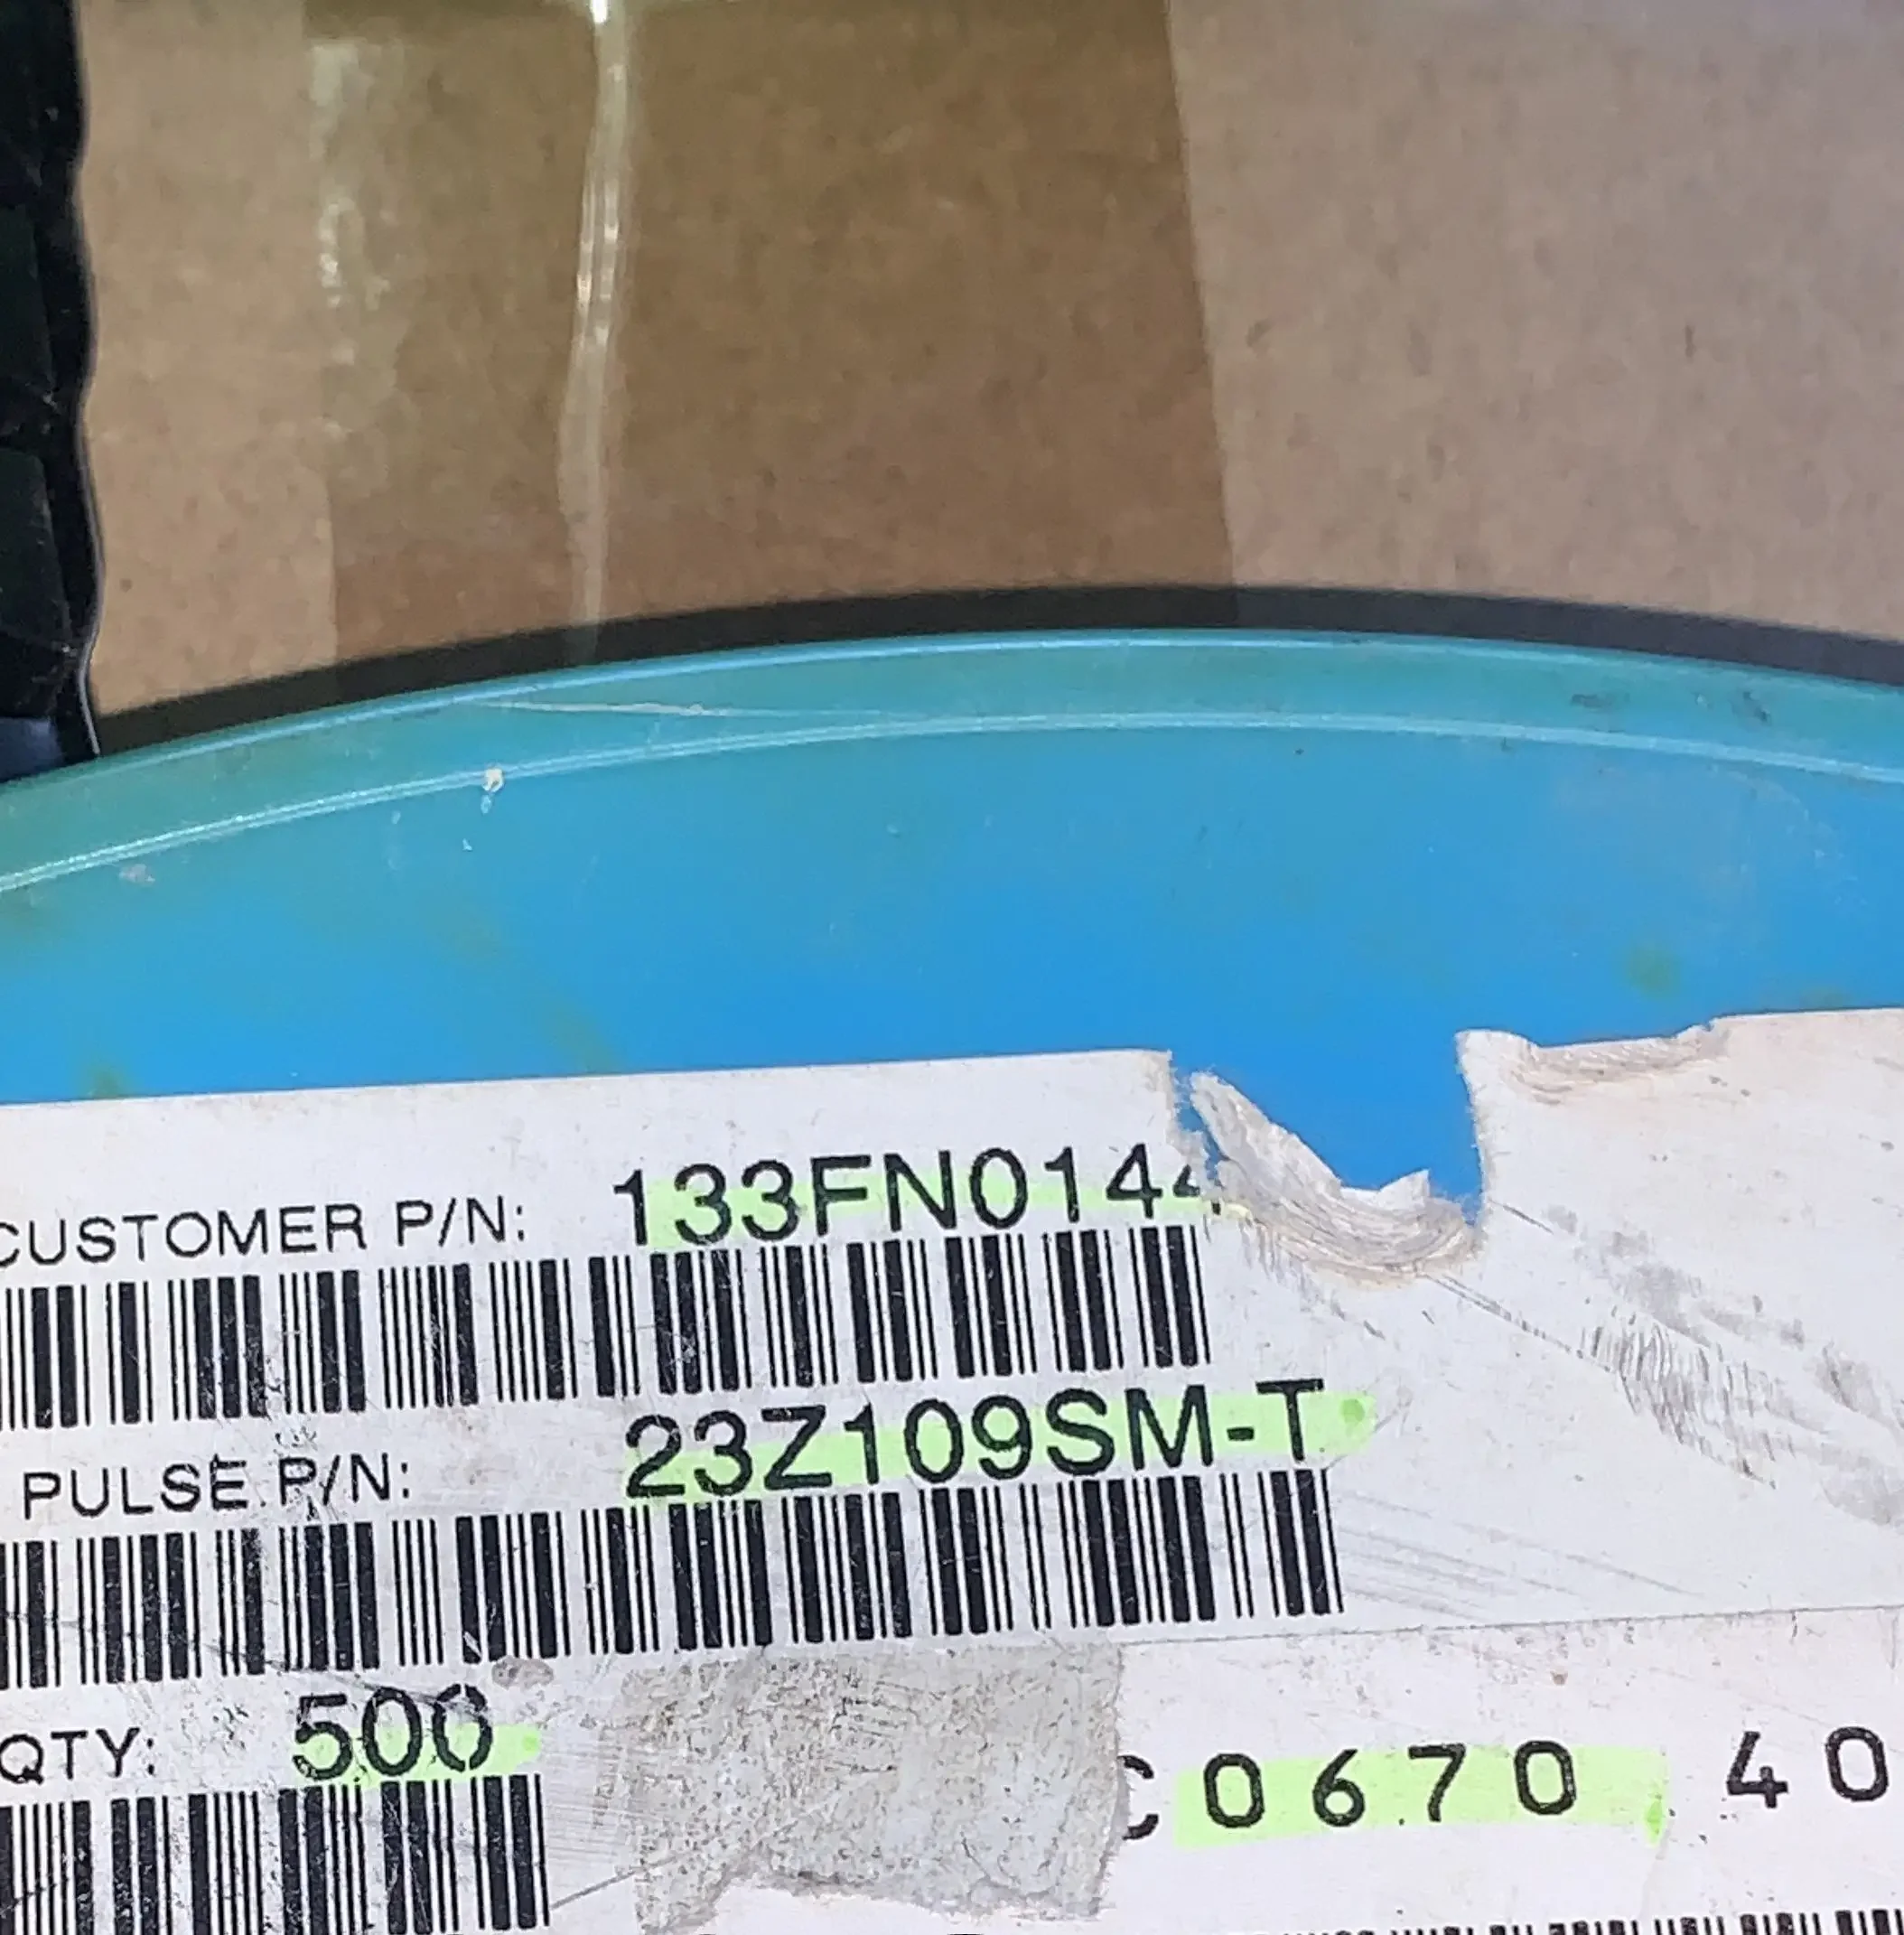 CUSTOMER P/N: 133FN0144
PULSE P/N: 23Z109SM-T
QTY: 500
C0670 40